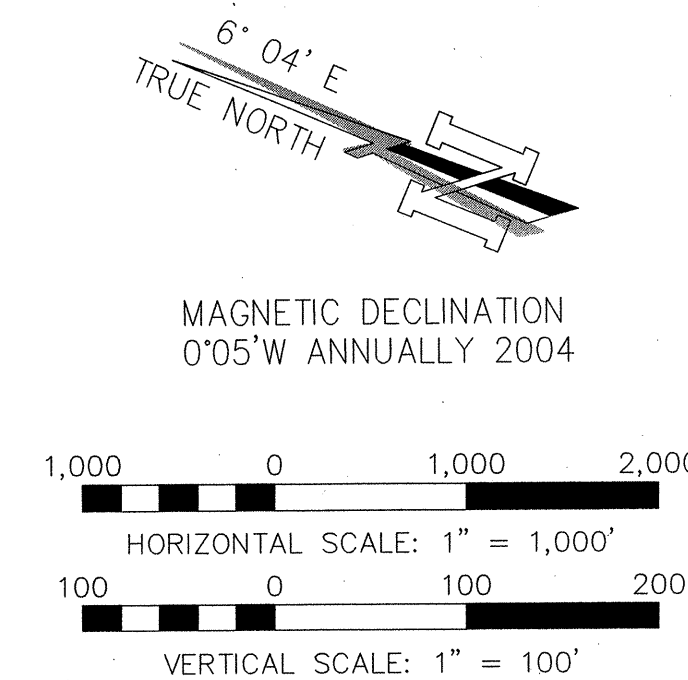 6° 04' E
TRUE NORTH
N
MAGNETIC DECLINATION
0°05'W ANNUALLY 2004
1,000 0 1,000 2,000
HORIZONTAL SCALE: 1" = 1,000'
100 0 100 200
VERTICAL SCALE: 1" = 100'